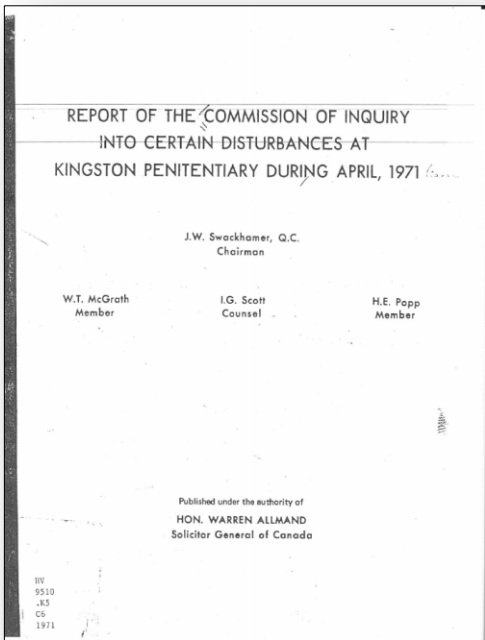 REPORT OF THE COMMISSION OF INQUIRY
INTO CERTAIN DISTURBANCES AT
KINGSTON PENITENTIARY DURING APRIL, 1971
J.W. Swackhamer, Q.C.
Chairman
W.T. McGrath
Member
I.G. Scott
Counsel
H.E. Popp
Member
Published under the authority of
HON. WARREN ALLMAND
Solicitor General of Canada
HV
9510
.K5
C6
1971